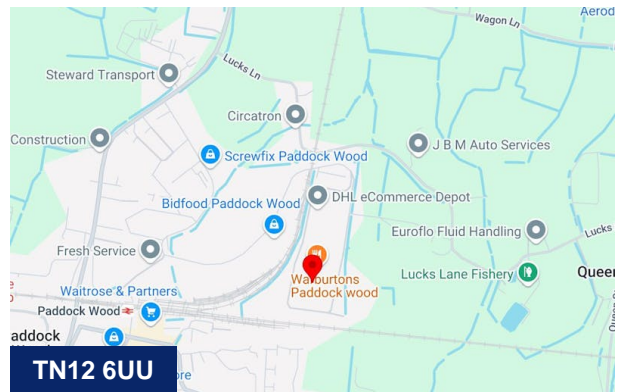 Aerod
Wagon Ln
Lucks Ln
Steward Transport
Circatron
Construction
J B M Auto Services
Screwfix Paddock Wood
DHL eCommerce Depot
Bidfood Paddock Wood
Euroflo Fluid Handling
Lucks
Fresh Service
Warburtons
Paddock wood
Lucks Lane Fishery
Queen
Waitrose & Partners
Paddock Wood
addock
ore
TN12 6UU